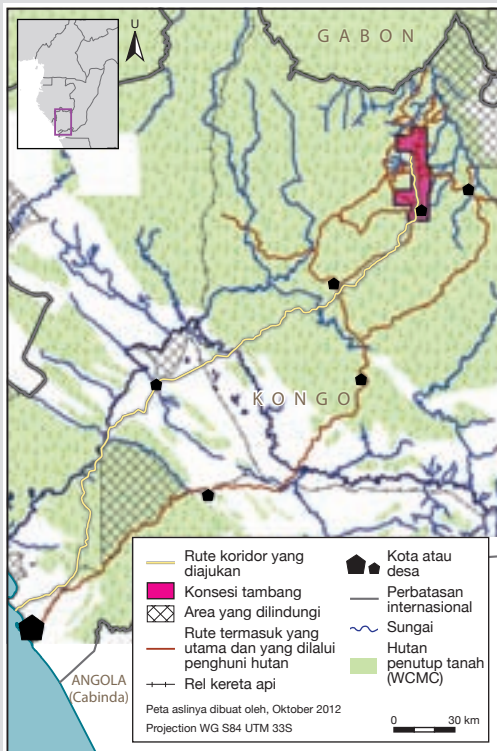 U
GABON
KONGO
ANGOLA
(Cabinda)
Rute koridor yang
diajukan
Konsesi tambang
Area yang dilindungi
Rute termasuk yang
utama dan yang dilalui
penghuni hutan
Rel kereta api
Kota atau
desa
Perbatasan
internasional
Sungai
Hutan
penutup tanah
(WCMC)
Peta aslinya dibuat oleh, Oktober 2012
Projection WG S84 UTM 33S
0 30 km